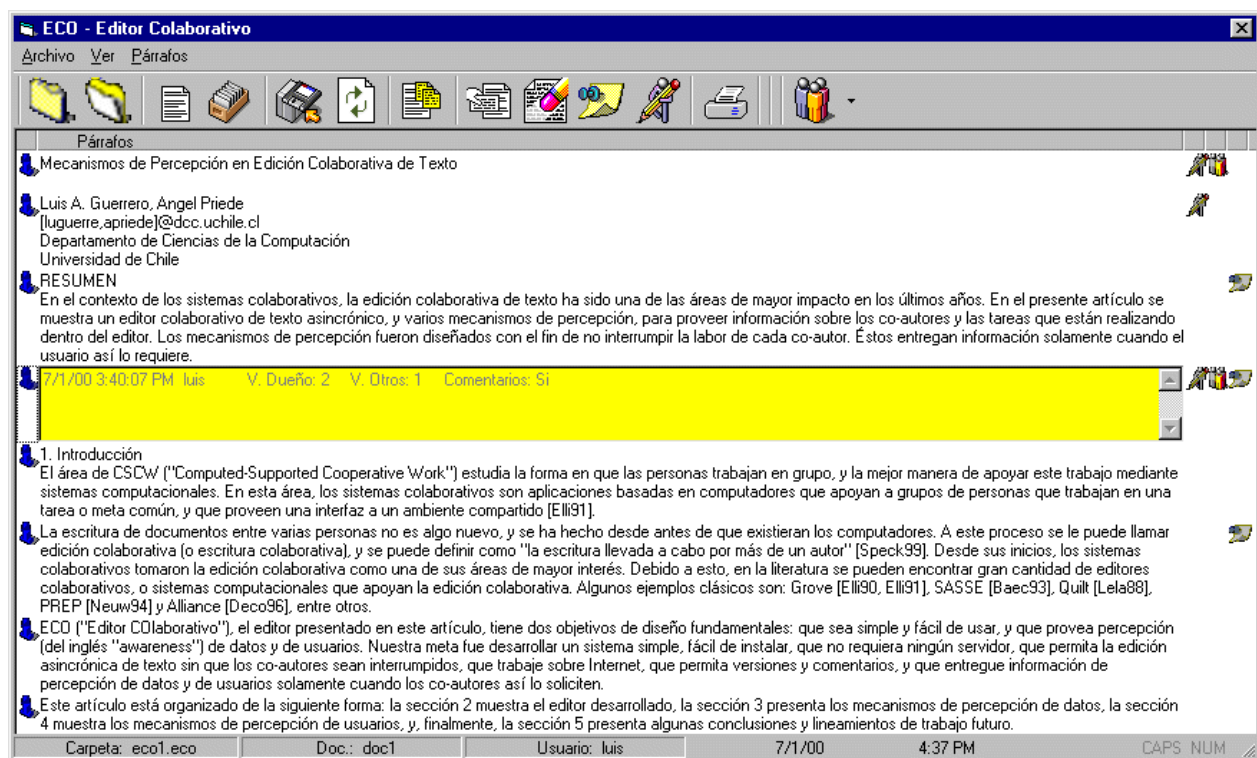 ECO - Editor Colaborativo
Archivo Ver Párrafos
Párrafos
Mecanismos de Percepción en Edición Colaborativa de Texto
Luis A. Guerrero, Angel Priede
[luguerre,apriede]@dcc.uchile.cl
Departamento de Ciencias de la Computación
Universidad de Chile
RESUMEN
En el contexto de los sistemas colaborativos, la edición colaborativa de texto ha sido una de las áreas de mayor impacto en los últimos años. En el presente artículo se
muestra un editor colaborativo de texto asincrónico, y varios mecanismos de percepción, para proveer información sobre los co-autores y las tareas que están realizando
dentro del editor. Los mecanismos de percepción fueron diseñados con el fin de no interrumpir la labor de cada co-autor. Éstos entregan información solamente cuando el
usuario así lo requiere.
7/1/00 3:40:07 PM luis V. Dueño: 2 V. Otros: 1 Comentarios: Si
1. Introducción
El área de CSCW ("Computed-Supported Cooperative Work") estudia la forma en que las personas trabajan en grupo, y la mejor manera de apoyar este trabajo mediante
sistemas computacionales. En esta área, los sistemas colaborativos son aplicaciones basadas en computadores que apoyan a grupos de personas que trabajan en una
tarea o meta común, y que proveen una interfaz a un ambiente compartido [Elli91].
La escritura de documentos entre varias personas no es algo nuevo, y se ha hecho desde antes de que existieran los computadores. A este proceso se le puede llamar
edición colaborativa (o escritura colaborativa), y se puede definir como "la escritura llevada a cabo por más de un autor" [Speck99]. Desde sus inicios, los sistemas
colaborativos tomaron la edición colaborativa como una de sus áreas de mayor interés. Debido a esto, en la literatura se pueden encontrar gran cantidad de editores
colaborativos, o sistemas computacionales que apoyan la edición colaborativa. Algunos ejemplos clásicos son: Grove [Elli90, Elli91], SASSE [Baec93], Quilt [Lela88],
PREP [Neuw94] y Alliance [Deco96], entre otros.
ECO ("Editor COlaborativo"), el editor presentado en este artículo, tiene dos objetivos de diseño fundamentales: que sea simple y fácil de usar, y que provea percepción
(del inglés "awareness") de datos y de usuarios. Nuestra meta fue desarrollar un sistema simple, fácil de instalar, que no requiera ningún servidor, que permita la edición
asincrónica de texto sin que los co-autores sean interrumpidos, que trabaje sobre Internet, que permita versiones y comentarios, y que entregue información de
percepción de datos y de usuarios solamente cuando los co-autores así lo soliciten.
Este artículo está organizado de la siguiente forma: la sección 2 muestra el editor desarrollado, la sección 3 presenta los mecanismos de percepción de datos, la sección
4 muestra los mecanismos de percepción de usuarios, y, finalmente, la sección 5 presenta algunas conclusiones y lineamientos de trabajo futuro.
Carpeta: eco1.eco Doc.: doc1 Usuario: luis 7/1/00 4:37 PM CAPS NUM